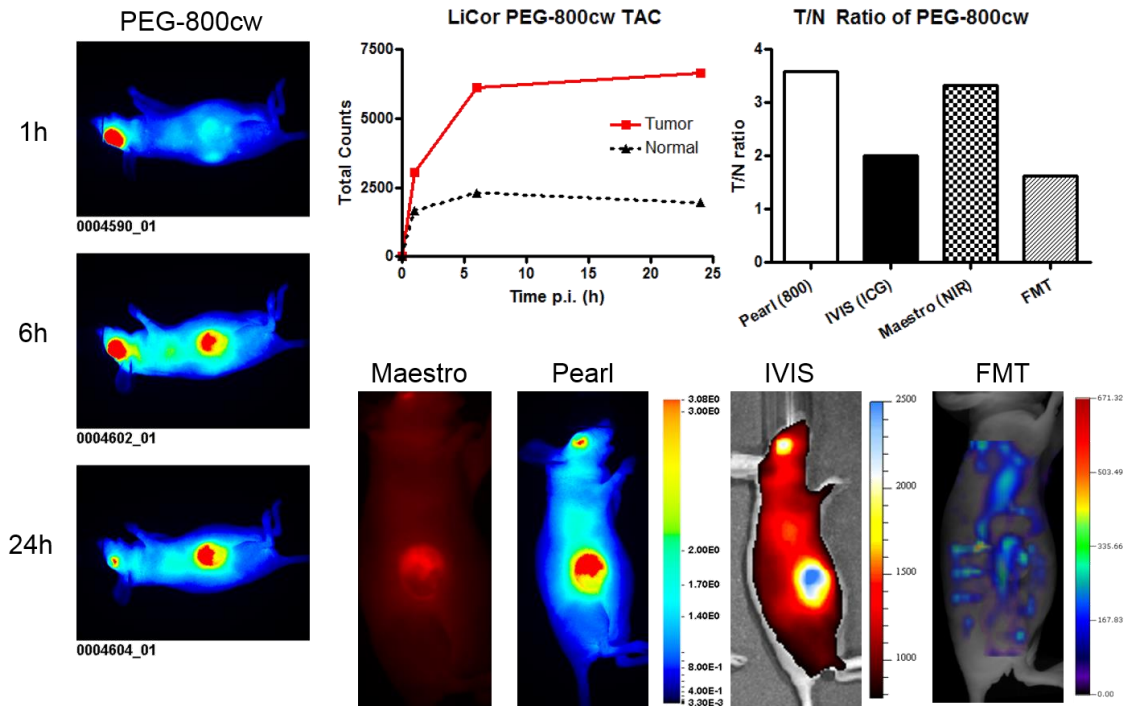 PEG-800cw
1h
0004590_01
6h
0004602_01
24h
0004604_01
LiCor PEG-800cw TAC
Total Counts
7500
5000
2500
0
0
5
10
15
20
25
Time p.i. (h)
Tumor
Normal
T/N Ratio of PEG-800cw
T/N ratio
4
3
2
1
0
Pearl (800)
IVIS (ICG)
Maestro (NIR)
FMT
Maestro
Pearl
3.08E0
3.00E0
2.00E0
1.70E0
1.40E0
8.00E-1
4.00E-1
3.30E-3
IVIS
2500
2000
1500
1000
FMT
671.32
503.49
335.66
167.83
0.00